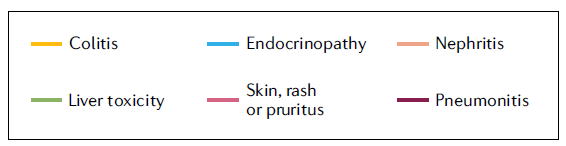 Colitis
Endocrinopathy
Nephritis
Liver toxicity
Skin, rash
or pruritus
Pneumonitis